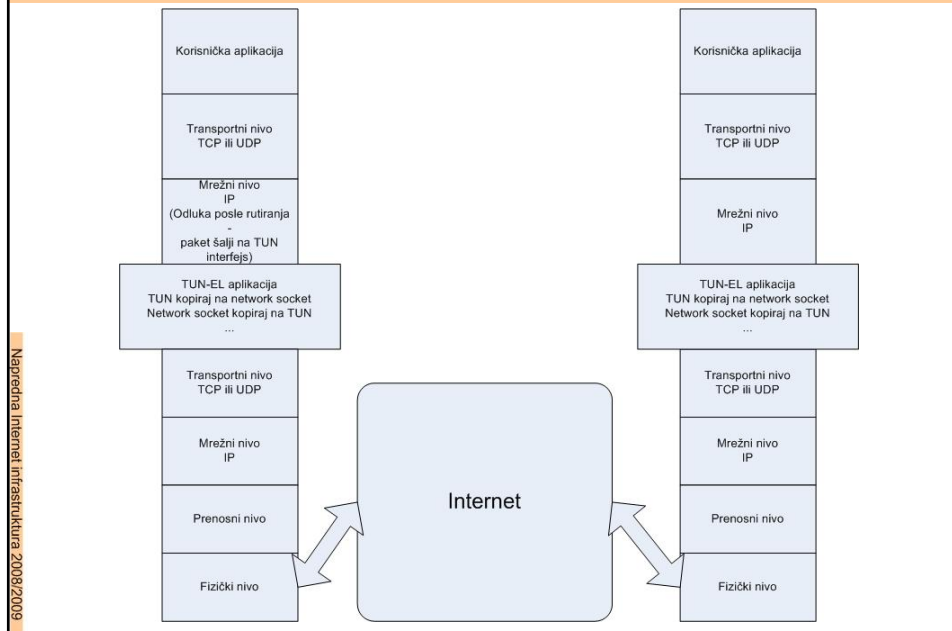 Korisnička aplikacija
Transportni nivo
TCP ili UDP
Mrežni nivo
IP
(Odluka posle rutiranja
-
paket šalji na TUN
interfejs)
TUN-EL aplikacija
TUN kopiraj na network socket
Network socket kopiraj na TUN
...
Transportni nivo
TCP ili UDP
Mrežni nivo
IP
Prenosni nivo
Fizički nivo
Internet
Korisnička aplikacija
Transportni nivo
TCP ili UDP
Mrežni nivo
IP
TUN-EL aplikacija
TUN kopiraj na network socket
Network socket kopiraj na TUN
...
Transportni nivo
TCP ili UDP
Mrežni nivo
IP
Prenosni nivo
Fizički nivo
Napredna Internet infrastruktura 2008/2009